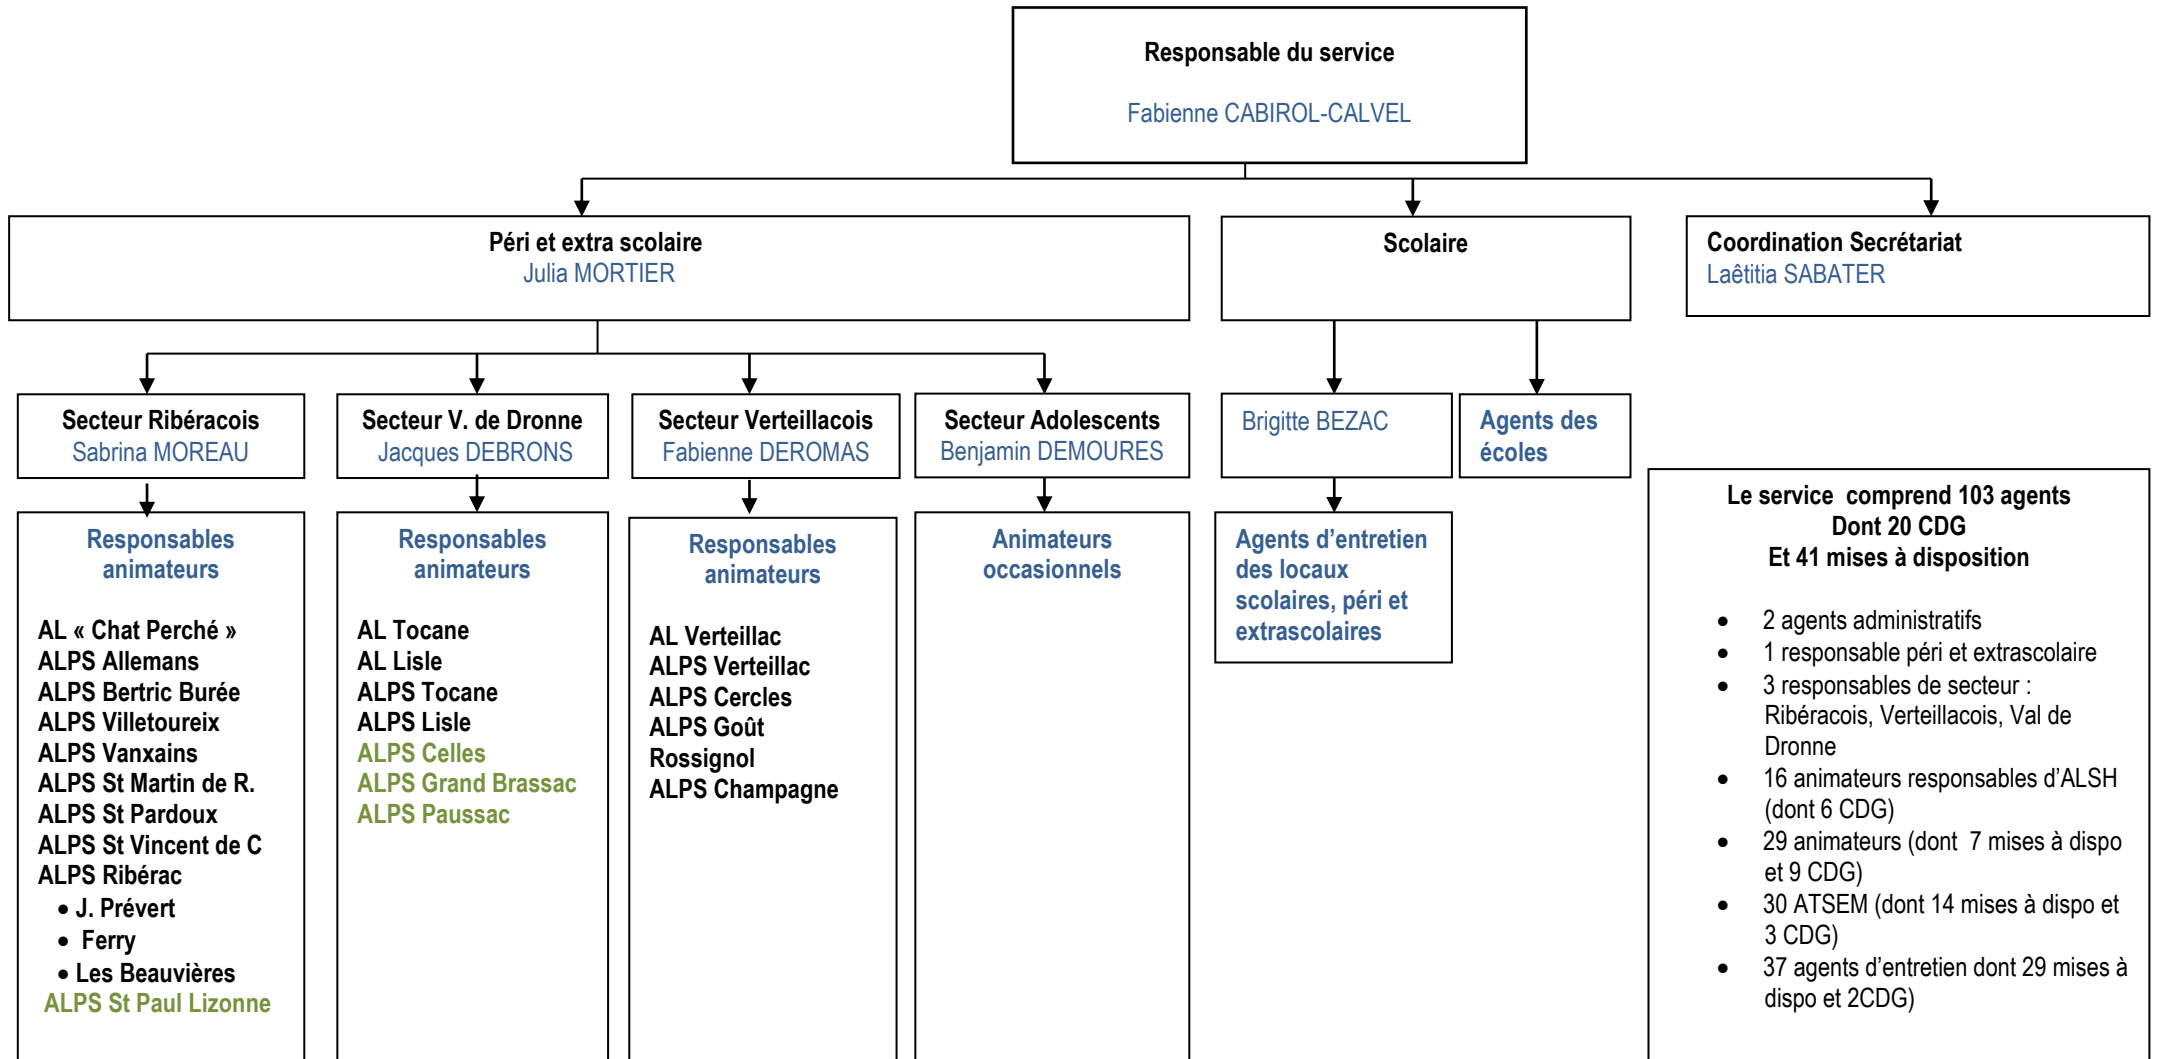 Responsable du service
Fabienne CABIROL-CALVEL
Péri et extra scolaire
Julia MORTIER
Scolaire
Coordination Secrétariat
Laêtitia SABATER
Secteur Ribéracois
Sabrina MOREAU
Secteur V. de Dronne
Jacques DEBRONS
Secteur Verteillacois
Fabienne DEROMAS
Secteur Adolescents
Benjamin DEMOURES
Brigitte BEZAC
Agents des
écoles
Responsables
animateurs
AL « Chat Perché »
ALPS Allemans
ALPS Bertric Burée
ALPS Villetoureix
ALPS Vanxains
ALPS St Martin de R.
ALPS St Pardoux
ALPS St Vincent de C
ALPS Ribérac
• J. Prévert
• Ferry
• Les Beauvières
ALPS St Paul Lizonne
Responsables
animateurs
AL Tocane
AL Lisle
ALPS Tocane
ALPS Lisle
ALPS Celles
ALPS Grand Brassac
ALPS Paussac
Responsables
animateurs
AL Verteillac
ALPS Verteillac
ALPS Cercles
ALPS Goût
Rossignol
ALPS Champagne
Animateurs
occasionnels
Agents d’entretien
des locaux
scolaires, péri et
extrascolaires
Le service comprend 103 agents
Dont 20 CDG
Et 41 mises à disposition
• 2 agents administratifs
• 1 responsable péri et extrascolaire
• 3 responsables de secteur :
Ribéracois, Verteillacois, Val de
Dronne
• 16 animateurs responsables d’ALSH
(dont 6 CDG)
• 29 animateurs (dont 7 mises à dispo
et 9 CDG)
• 30 ATSEM (dont 14 mises à dispo et
3 CDG)
• 37 agents d’entretien dont 29 mises à
dispo et 2CDG)